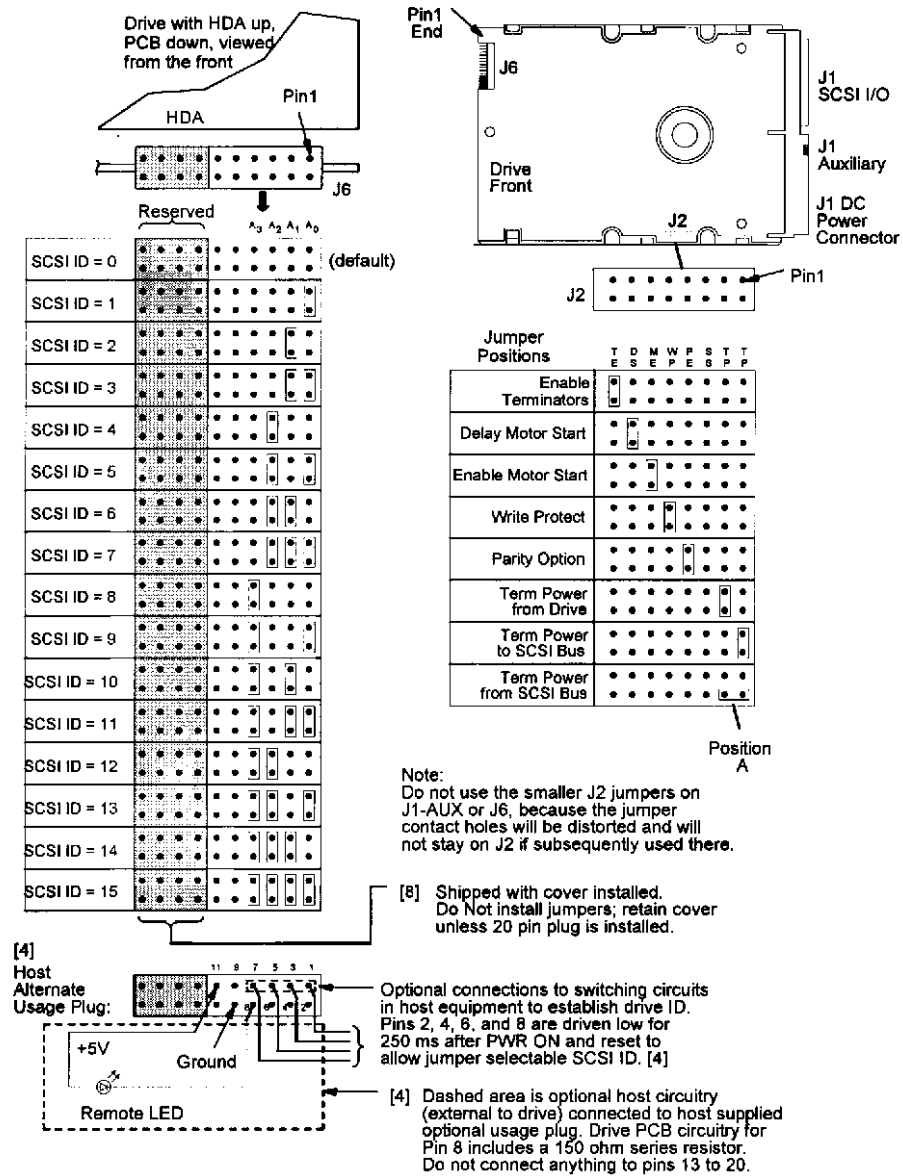 Drive with HDA up,
PCB down, viewed
from the front
HDA
Pin1
J6
Reserved
A3 A2 A1 A0
SCSI ID = 0
(default)
SCSI ID = 1
SCSI ID = 2
SCSI ID = 3
SCSI ID = 4
SCSI ID = 5
SCSI ID = 6
SCSI ID = 7
SCSI ID = 8
SCSI ID = 9
SCSI ID = 10
SCSI ID = 11
SCSI ID = 12
SCSI ID = 13
SCSI ID = 14
SCSI ID = 15
Pin1
End
J6
Drive
Front
J2
J1
SCSI I/O
J1
Auxiliary
J1 DC
Power
Connector
Pin1
J2
Jumper
Positions
TE DS ME WP PE SS TP TP
Enable
Terminators
Delay Motor Start
Enable Motor Start
Write Protect
Parity Option
Term Power
from Drive
Term Power
to SCSI Bus
Term Power
from SCSI Bus
Position
A
Note:
Do not use the smaller J2 jumpers on
J1-AUX or J6, because the jumper
contact holes will be distorted and will
not stay on J2 if subsequently used there.
[8] Shipped with cover installed.
Do Not install jumpers; retain cover
unless 20 pin plug is installed.
[4]
Host
Alternate
Usage Plug:
11 9 7 5 3 1
8 6 4 2
+5V
Ground
Remote LED
Optional connections to switching circuits
in host equipment to establish drive ID.
Pins 2, 4, 6, and 8 are driven low for
250 ms after PWR ON and reset to
allow jumper selectable SCSI ID. [4]
[4] Dashed area is optional host circuitry
(external to drive) connected to host supplied
optional usage plug. Drive PCB circuitry for
Pin 8 includes a 150 ohm series resistor.
Do not connect anything to pins 13 to 20.